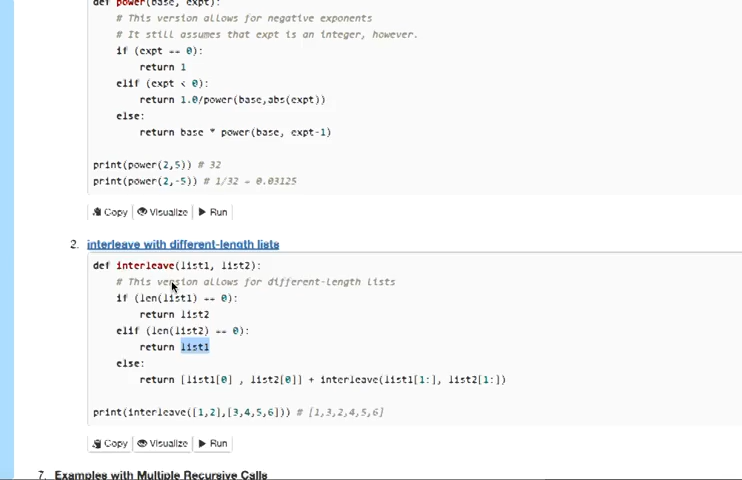 def power(base, expt):
# This version allows for negative exponents
# It still assumes that expt is an integer, however.
if (expt == 0):
return 1
elif (expt < 0):
return 1.0/power(base,abs(expt))
else:
return base * power(base, expt-1)
print(power(2,5)) # 32
print(power(2,-5)) # 1/32 = 0.03125
Copy Visualize Run
2. interleave with different-length lists
def interleave(list1, list2):
# This version allows for different-length lists
if (len(list1) == 0):
return list2
elif (len(list2) == 0):
return list1
else:
return [list1[0] , list2[0]] + interleave(list1[1:], list2[1:])
print(interleave([1,2],[3,4,5,6])) # [1,3,2,4,5,6]
Copy Visualize Run
7. Examples with Multiple Recursive Calls